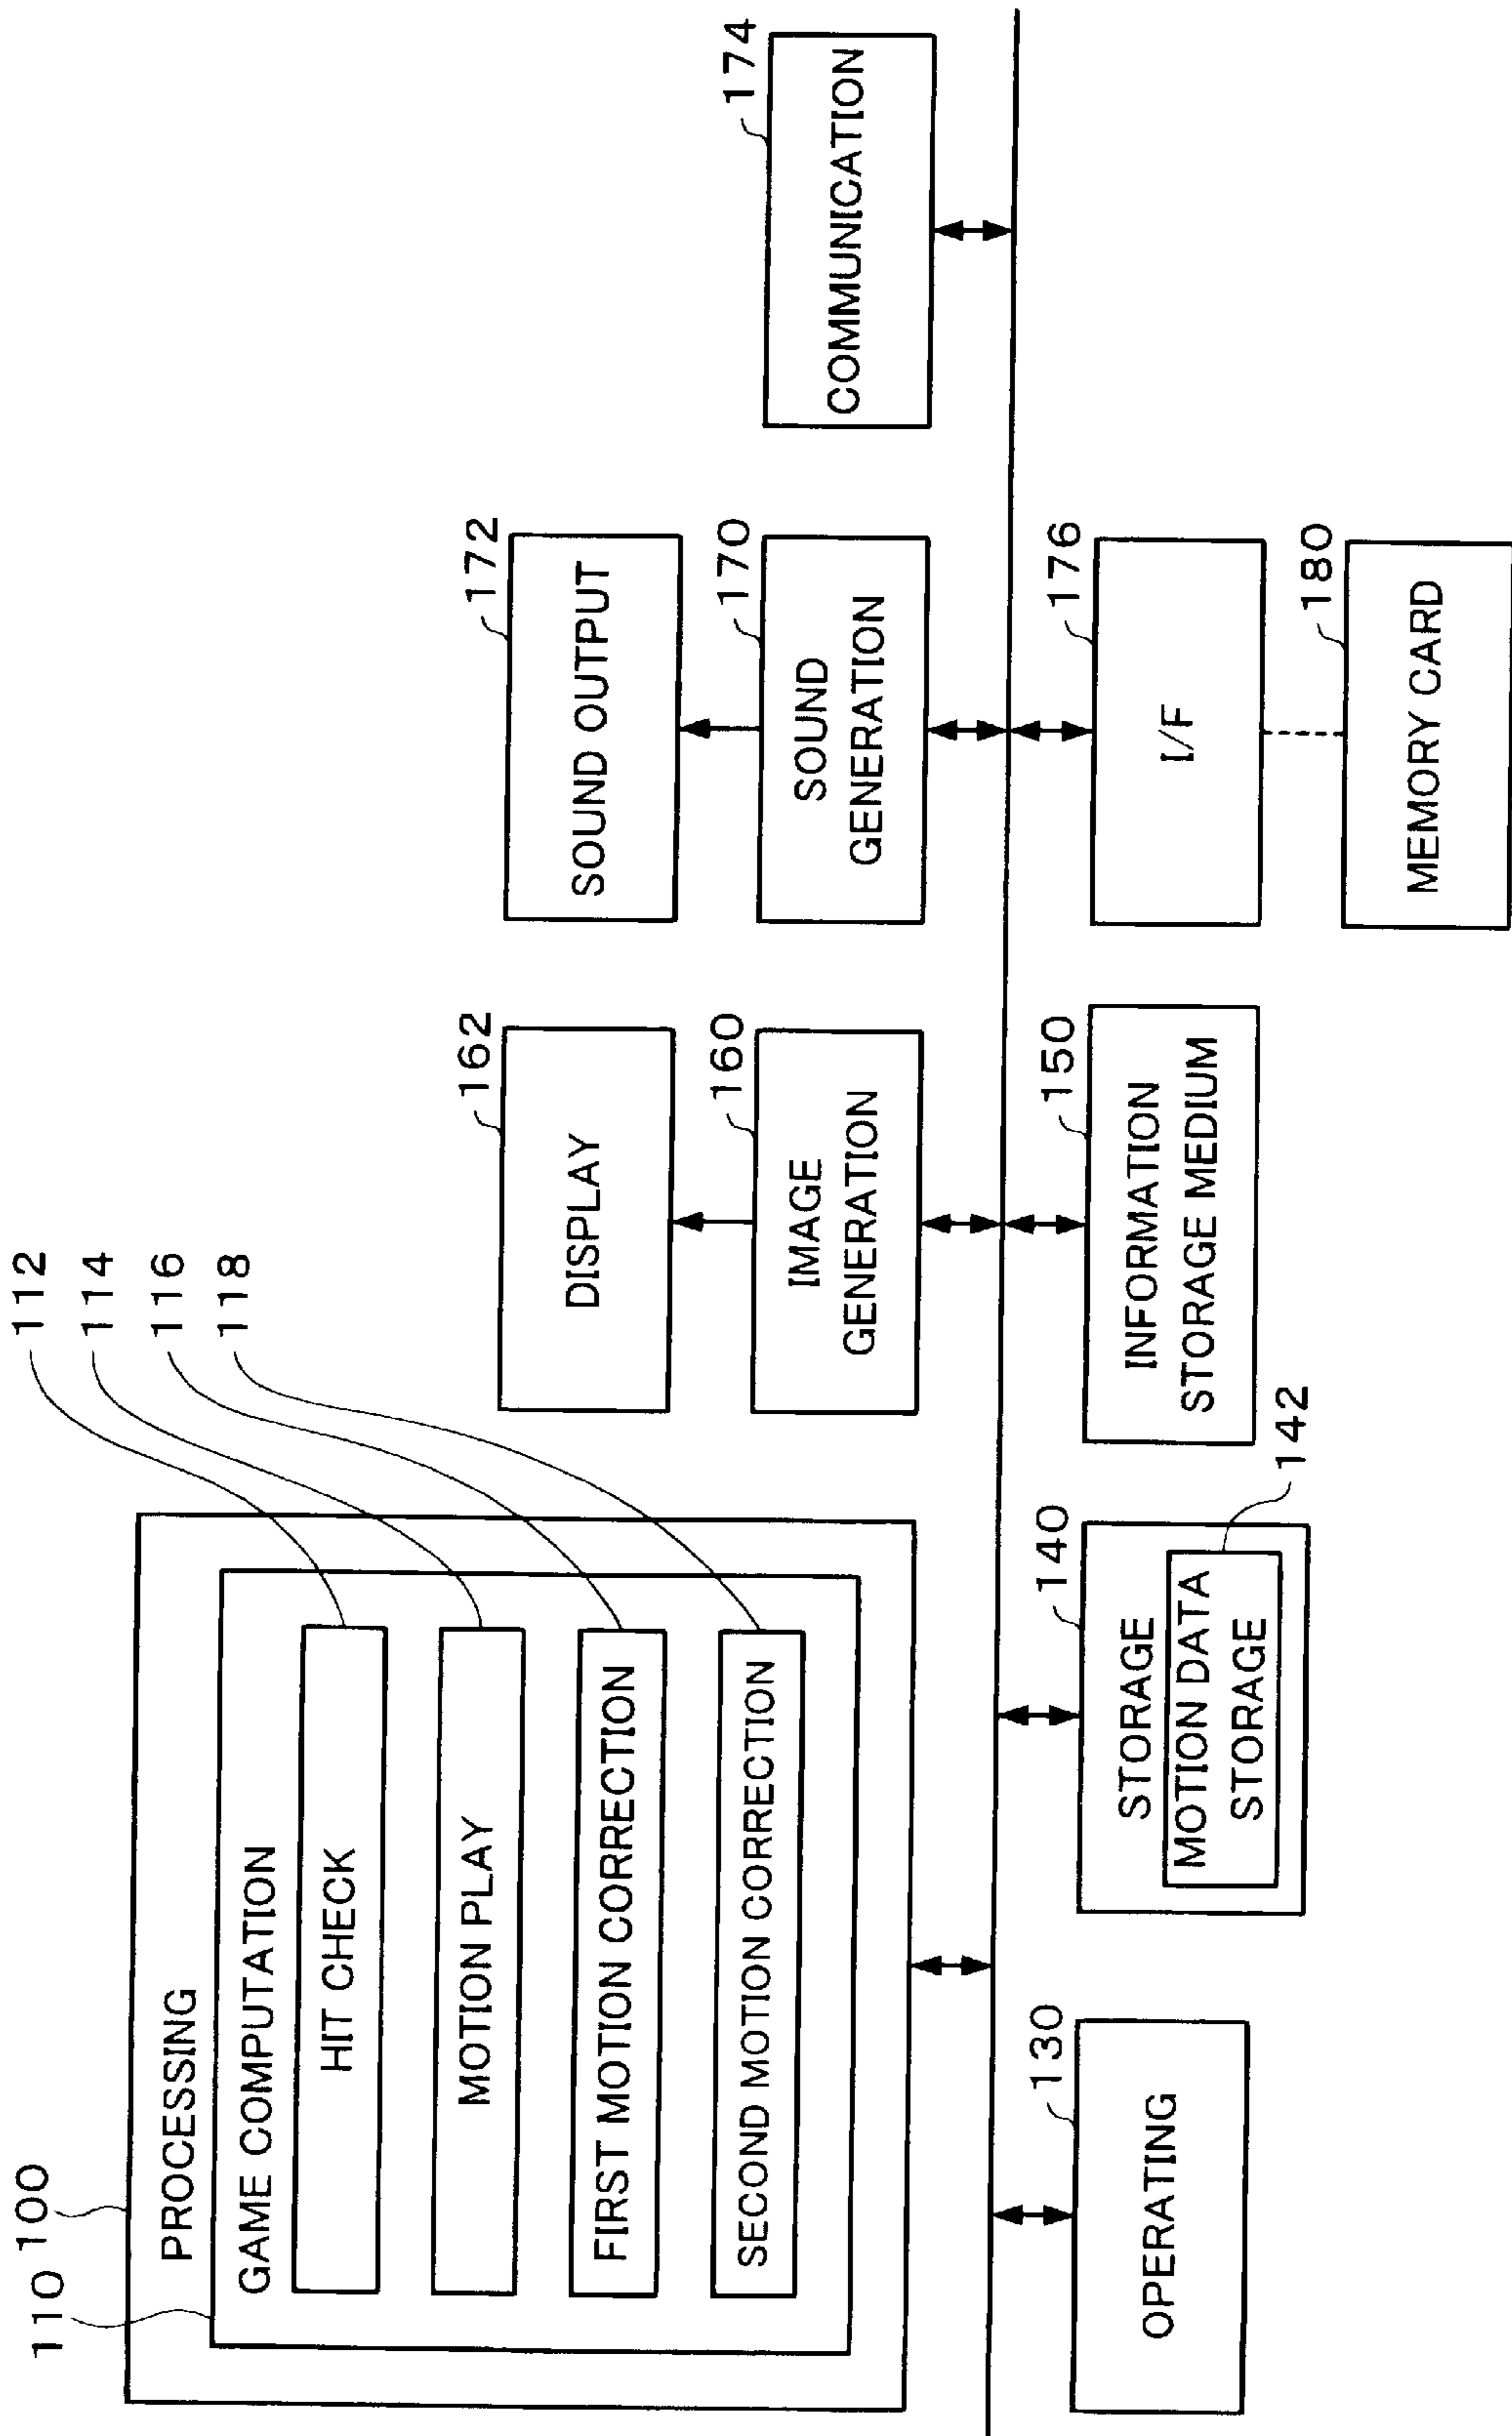 110
100
PROCESSING
GAME COMPUTATION
HIT CHECK
MOTION PLAY
FIRST MOTION CORRECTION
SECOND MOTION CORRECTION
112
114
116
118
162
DISPLAY
160
IMAGE
GENERATION
172
SOUND OUTPUT
170
SOUND
GENERATION
174
COMMUNICATION
130
OPERATING
140
STORAGE
MOTION DATA
STORAGE
142
150
INFORMATION
STORAGE MEDIUM
176
I/F
180
MEMORY CARD